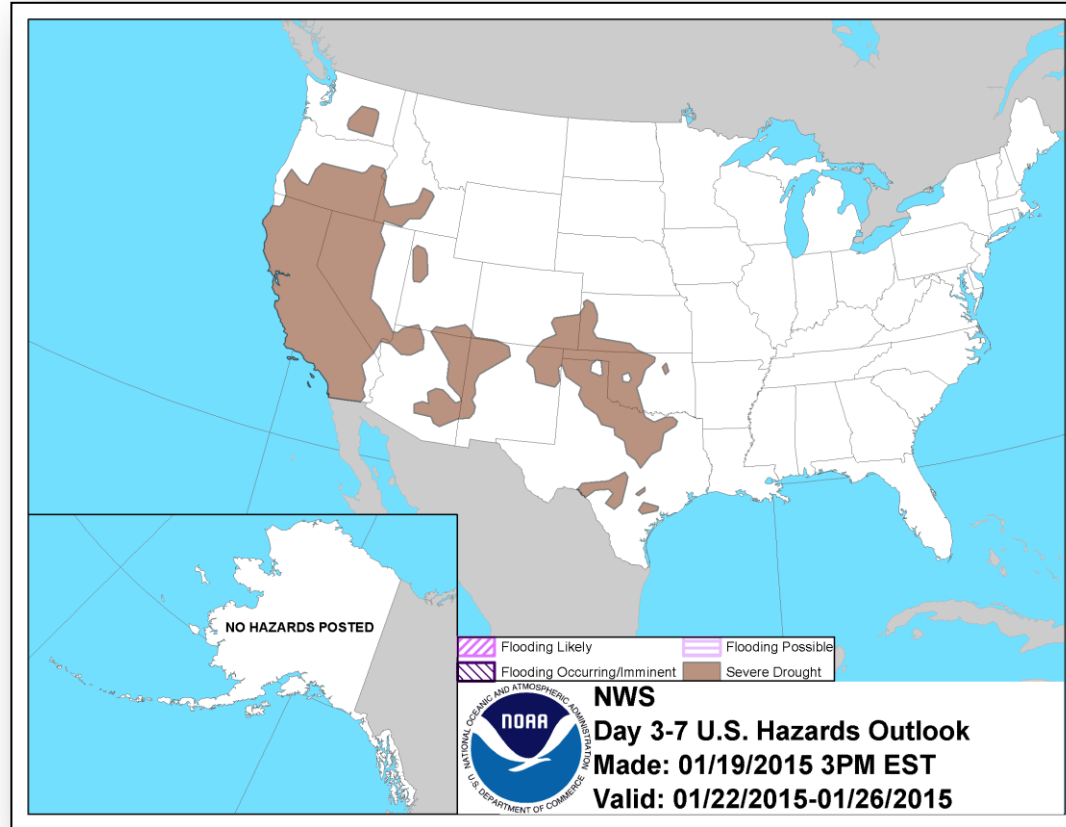 NO HAZARDS POSTED
Flooding Likely
Flooding Possible
Flooding Occurring/Imminent
Severe Drought
NATIONAL OCEANIC AND ATMOSPHERIC ADMINISTRATION
NOAA
U.S. DEPARTMENT OF COMMERCE
NWS
Day 3-7 U.S. Hazards Outlook
Made: 01/19/2015 3PM EST
Valid: 01/22/2015-01/26/2015